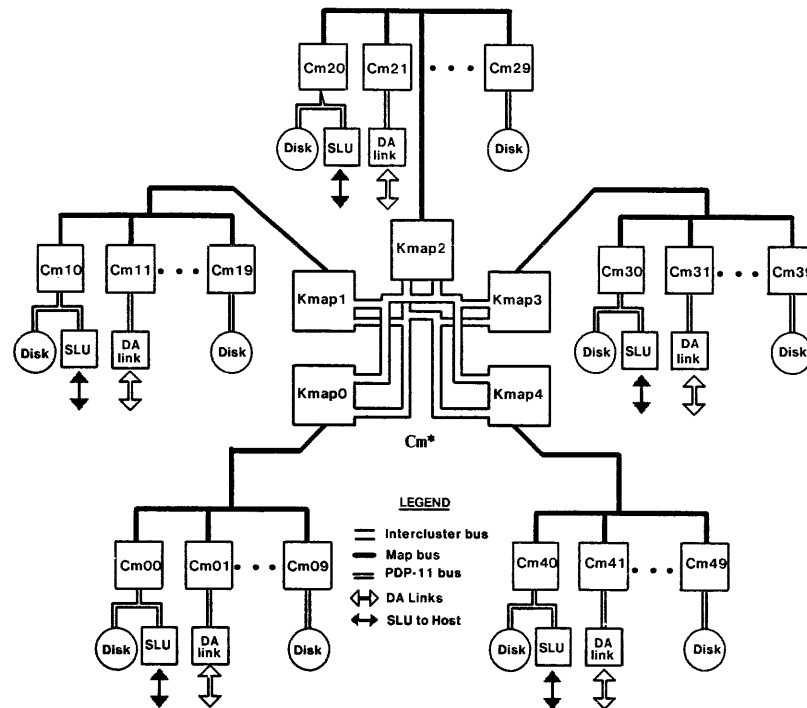 Cm20
Cm21
• • •
Cm29
Disk
SLU
DA
link
Disk
Cm10
Cm11
• • •
Cm19
Disk
SLU
DA
link
Disk
Kmap2
Kmap1
Kmap3
Kmap0
Kmap4
Cm*
Cm30
Cm31
• • •
Cm39
Disk
SLU
DA
link
Disk
Cm00
Cm01
• • •
Cm09
Disk
SLU
DA
link
Disk
LEGEND
Intercluster bus
Map bus
PDP-11 bus
DA Links
SLU to Host
Cm40
Cm41
• • •
Cm49
Disk
SLU
DA
link
Disk